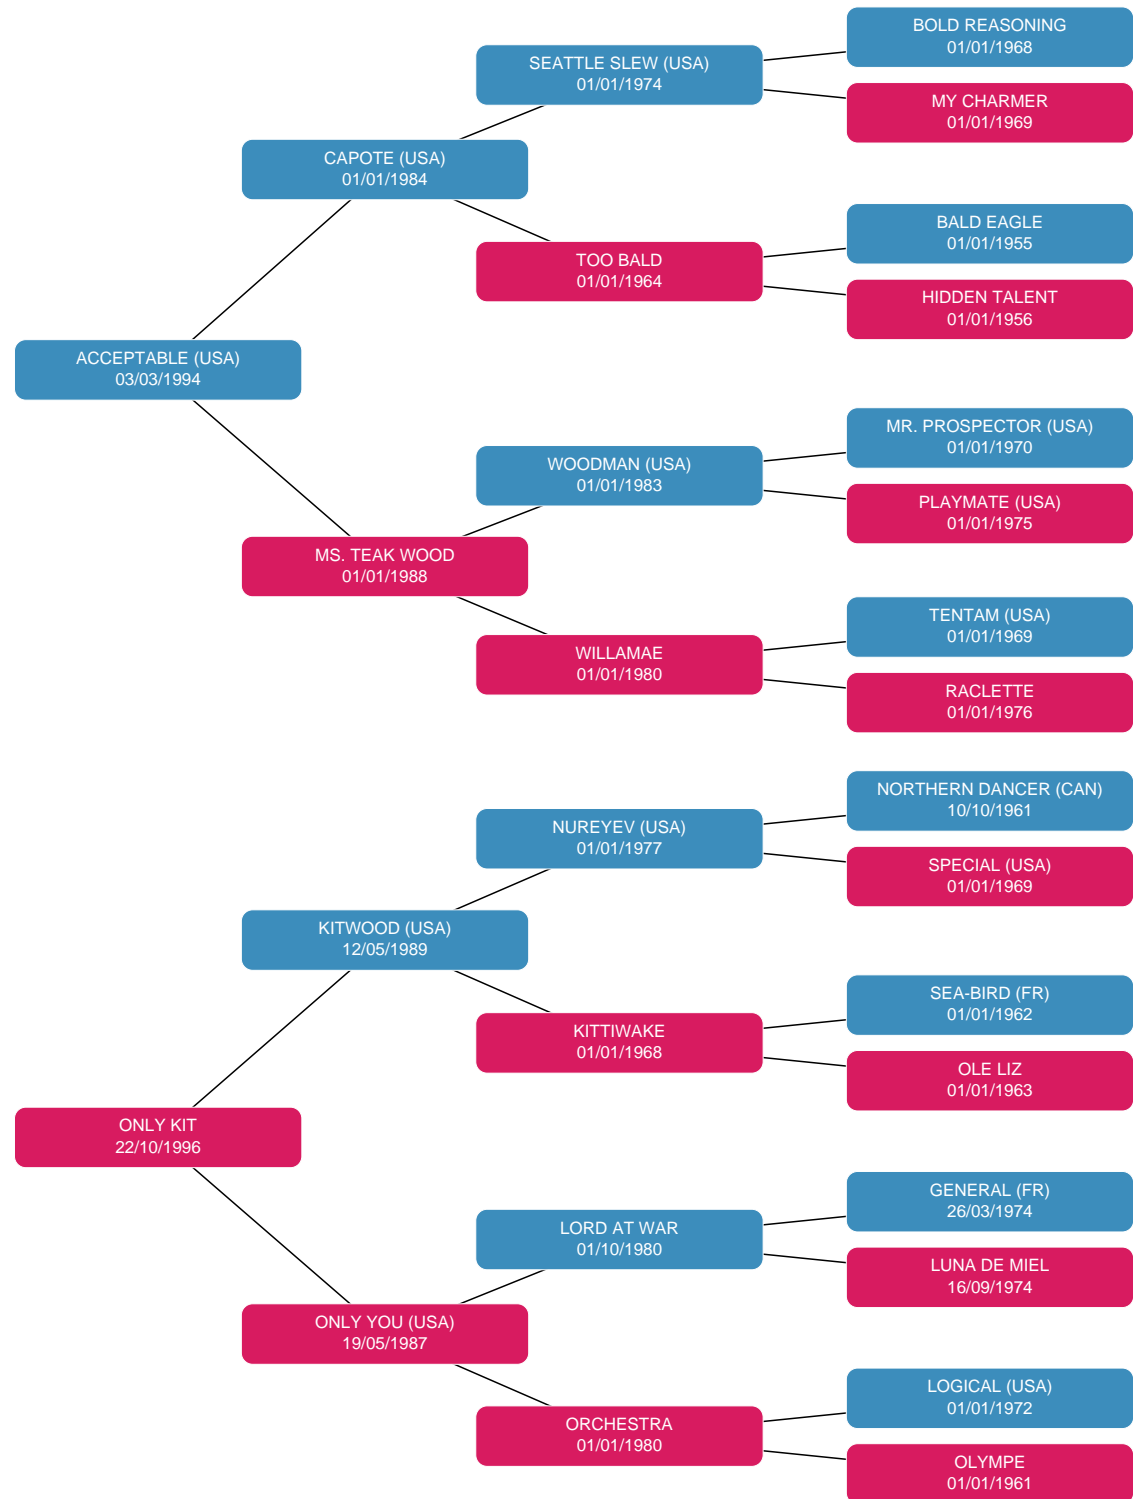 BOLD REASONING
01/01/1968
SEATTLE SLEW (USA)
01/01/1974
MY CHARMER
01/01/1969
CAPOTE (USA)
01/01/1984
BALD EAGLE
01/01/1955
TOO BALD
01/01/1964
HIDDEN TALENT
01/01/1956
ACCEPTABLE (USA)
03/03/1994
MR. PROSPECTOR (USA)
01/01/1970
WOODMAN (USA)
01/01/1983
PLAYMATE (USA)
01/01/1975
MS. TEAK WOOD
01/01/1988
TENTAM (USA)
01/01/1969
WILLAMAE
01/01/1980
RACLETTE
01/01/1976
NORTHERN DANCER (CAN)
10/10/1961
NUREYEV (USA)
01/01/1977
SPECIAL (USA)
01/01/1969
KITWOOD (USA)
12/05/1989
SEA-BIRD (FR)
01/01/1962
KITTIWAKE
01/01/1968
OLE LIZ
01/01/1963
ONLY KIT
22/10/1996
GENERAL (FR)
26/03/1974
LORD AT WAR
01/10/1980
LUNA DE MIEL
16/09/1974
ONLY YOU (USA)
19/05/1987
LOGICAL (USA)
01/01/1972
ORCHESTRA
01/01/1980
OLYMPE
01/01/1961